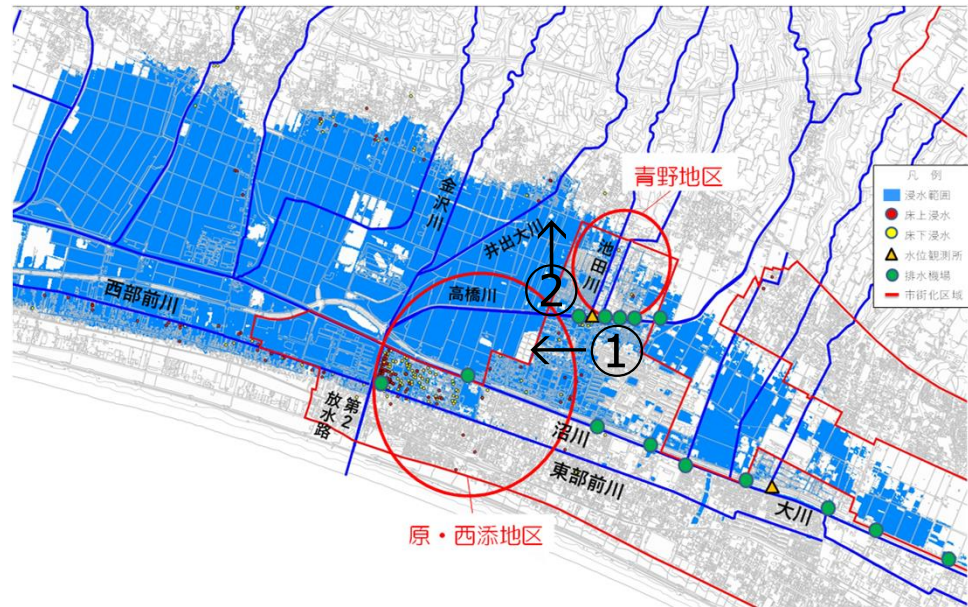 青野地区
凡例
浸水範囲
床上浸水
床下浸水
水位観測所
排水機場
市街化区域
金沢川
井出大川
池田川
②
高橋川
①
西部前川
第2
放水路
沼川
東部前川
大川
原・西添地区